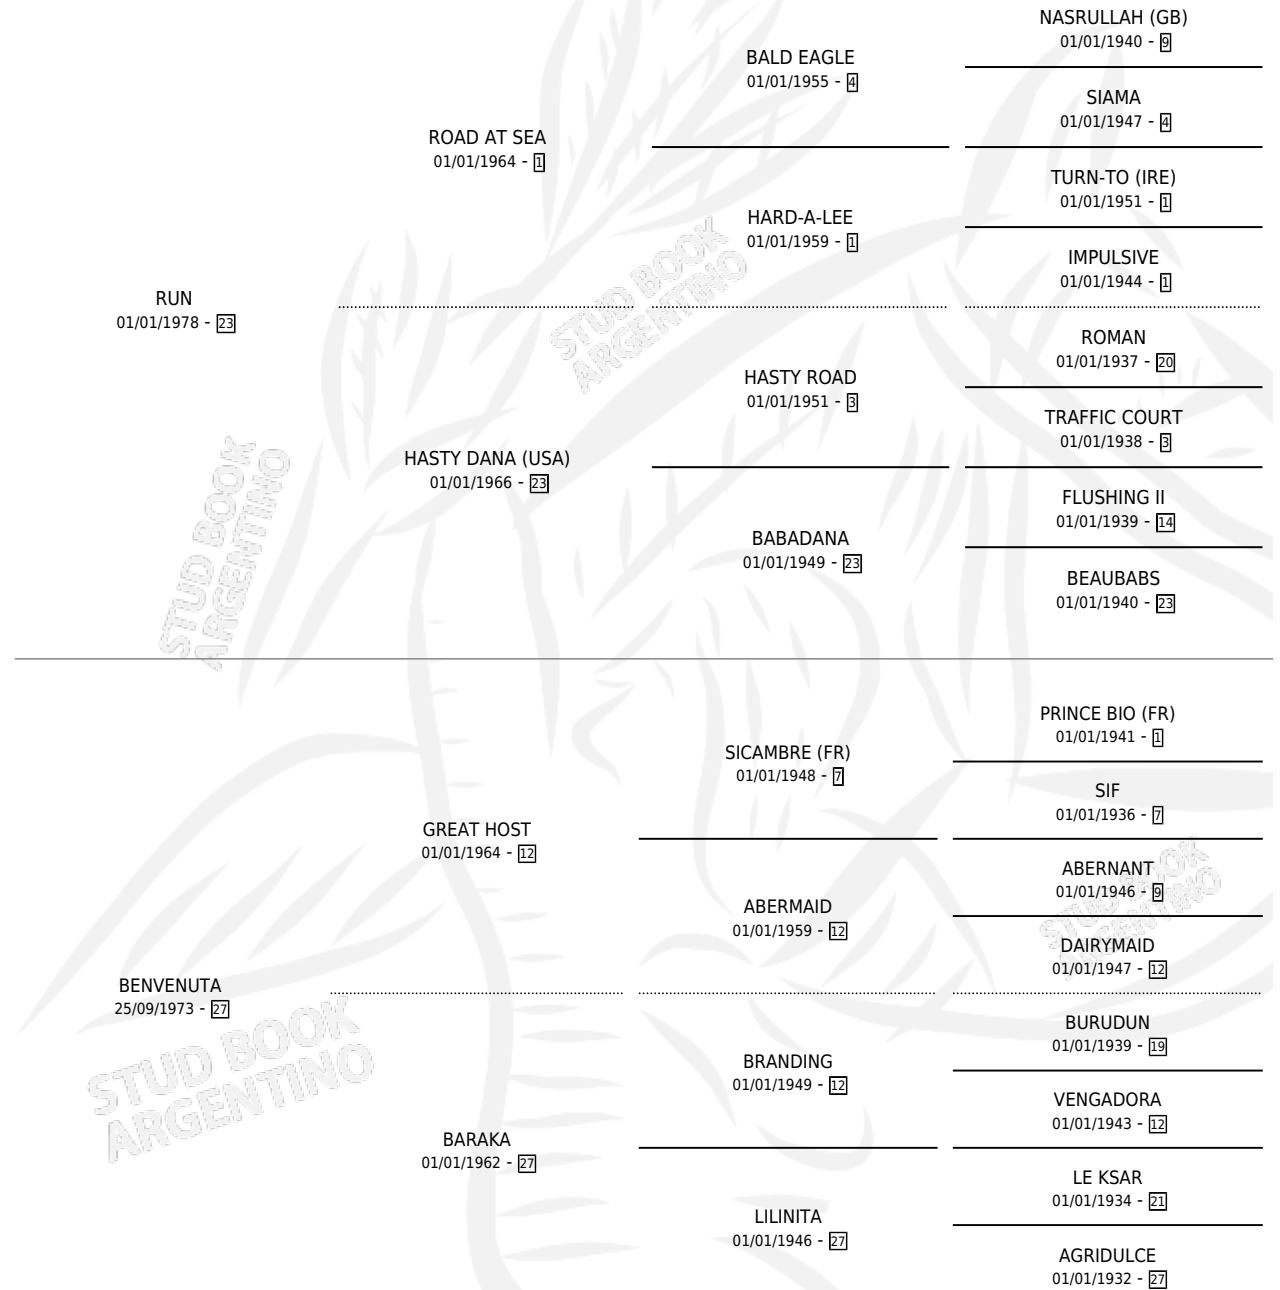 NASRULLAH (GB)
01/01/1940 - 9
BALD EAGLE
01/01/1955 - 4
SIAMA
01/01/1947 - 4
ROAD AT SEA
01/01/1964 - 1
TURN-TO (IRE)
01/01/1951 - 1
HARD-A-LEE
01/01/1959 - 1
IMPULSIVE
01/01/1944 - 1
RUN
01/01/1978 - 23
ROMAN
01/01/1937 - 20
HASTY ROAD
01/01/1951 - 3
TRAFFIC COURT
01/01/1938 - 3
HASTY DANA (USA)
01/01/1966 - 23
FLUSHING II
01/01/1939 - 14
BABADANA
01/01/1949 - 23
BEAUBABS
01/01/1940 - 23
PRINCE BIO (FR)
01/01/1941 - 1
SICAMBRE (FR)
01/01/1948 - 7
SIF
01/01/1936 - 7
GREAT HOST
01/01/1964 - 12
ABERNANT
01/01/1946 - 9
ABERMAID
01/01/1959 - 12
DAIRYMAID
01/01/1947 - 12
BENVENUTA
25/09/1973 - 27
BURUDUN
01/01/1939 - 19
BRANDING
01/01/1949 - 12
VENGADORA
01/01/1943 - 12
BARAKA
01/01/1962 - 27
LE KSAR
01/01/1934 - 21
LILINITA
01/01/1946 - 27
AGRIDULCE
01/01/1932 - 27
STUD BOOK
ARGENTINO
STUD BOOK
ARGENTINO
STUD BOOK
ARGENTINO
STUD BOOK
ARGENTINO